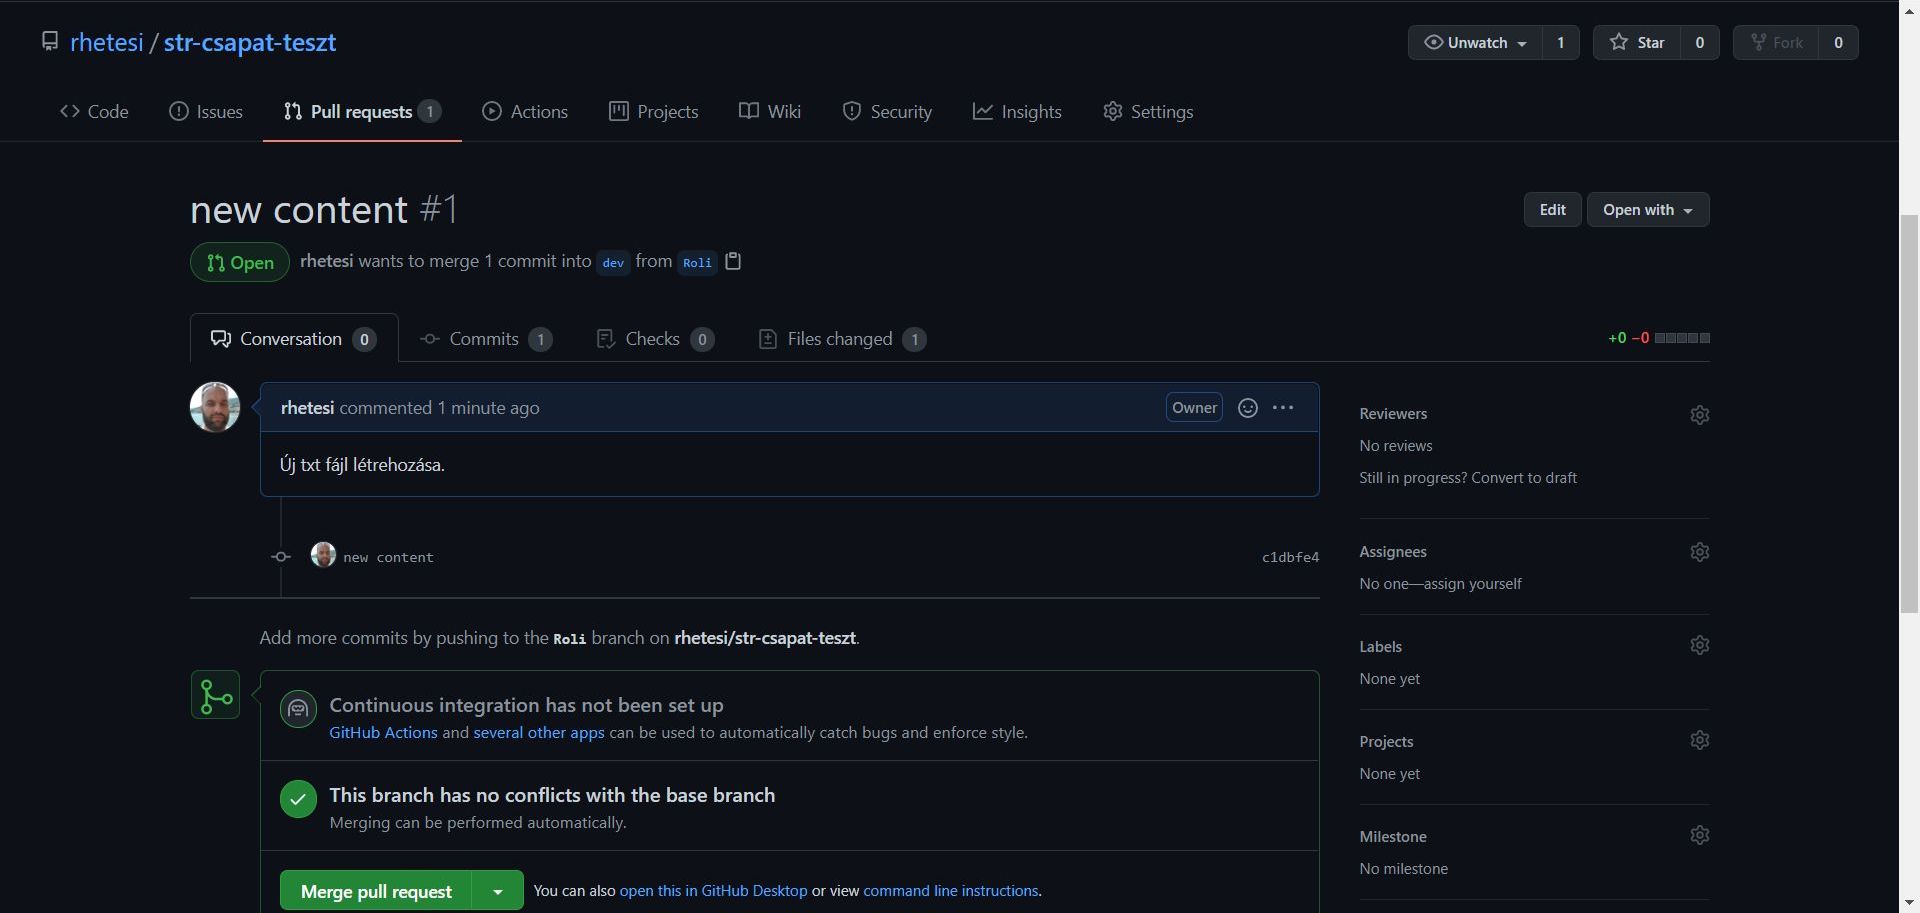 rhetesi / str-csapat-teszt
Unwatch 1 Star 0 Fork 0
Code Issues Pull requests 1 Actions Projects Wiki Security Insights Settings
new content #1
Edit Open with
Open rhetesi wants to merge 1 commit into dev from Roli
Conversation 0 Commits 1 Checks 0 Files changed 1
+0 −0
rhetesi commented 1 minute ago
Owner
Új txt fájl létrehozása.
new content
c1dbfe4
Add more commits by pushing to the Roli branch on rhetesi/str-csapat-teszt.
Continuous integration has not been set up
GitHub Actions and several other apps can be used to automatically catch bugs and enforce style.
This branch has no conflicts with the base branch
Merging can be performed automatically.
Merge pull request
You can also open this in GitHub Desktop or view command line instructions.
Reviewers
No reviews
Still in progress? Convert to draft
Assignees
No one—assign yourself
Labels
None yet
Projects
None yet
Milestone
No milestone